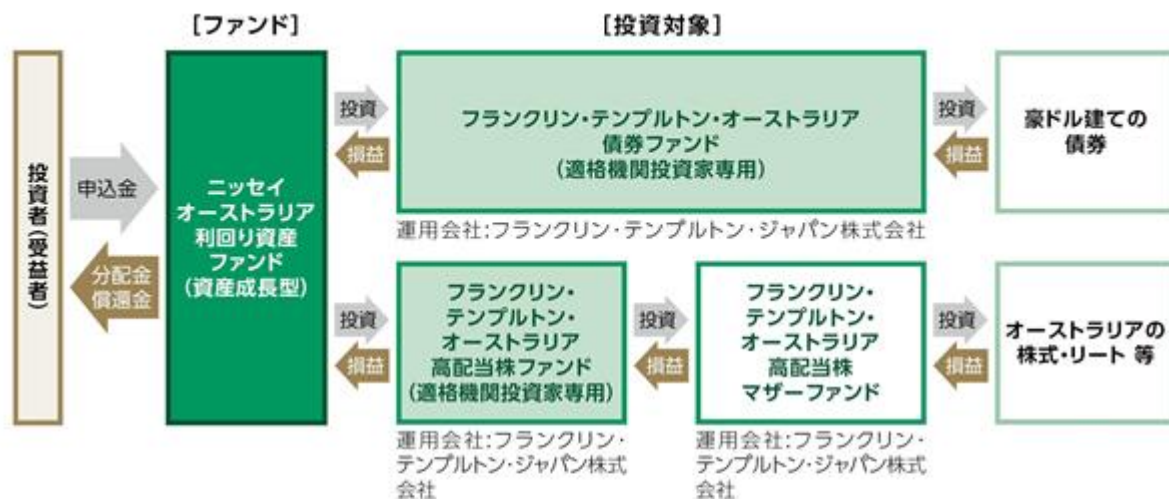 [ファンド]
[投資対象]
投資者(受益者)
申込金
分配金
償還金
ニッセイ
オーストラリア
利回り資産
ファンド
(資産成長型)
投資
損益
フランクリン・テンプルトン・オーストラリア
債券ファンド
(適格機関投資家専用)
運用会社:フランクリン・テンプルトン・ジャパン株式会社
投資
損益
豪ドル建ての
債券
投資
損益
フランクリン・
テンプルトン・
オーストラリア
高配当株ファンド
(適格機関投資家専用)
運用会社:フランクリン・
テンプルトン・ジャパン株式
会社
投資
損益
フランクリン・
テンプルトン・
オーストラリア
高配当株
マザーファンド
運用会社:フランクリン・
テンプルトン・ジャパン株式
会社
投資
損益
オーストラリアの
株式・リート 等